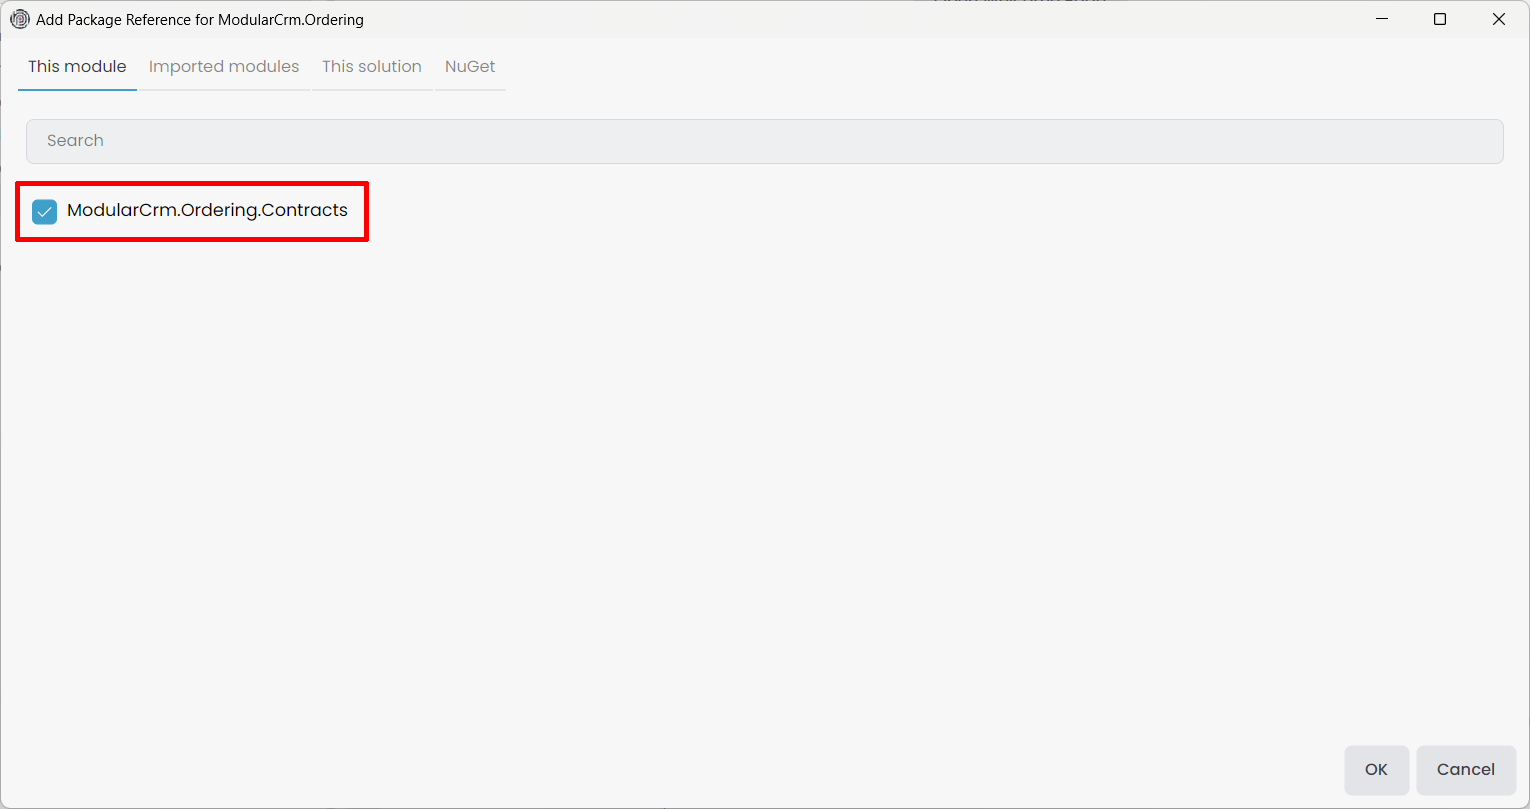 Add Package Reference for ModularCrm.Ordering
This module Imported modules This solution NuGet
Search
ModularCrm.Ordering.Contracts
OK Cancel